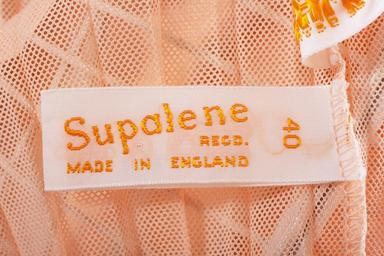 Supalene
REGD.
MADE IN ENGLAND
40